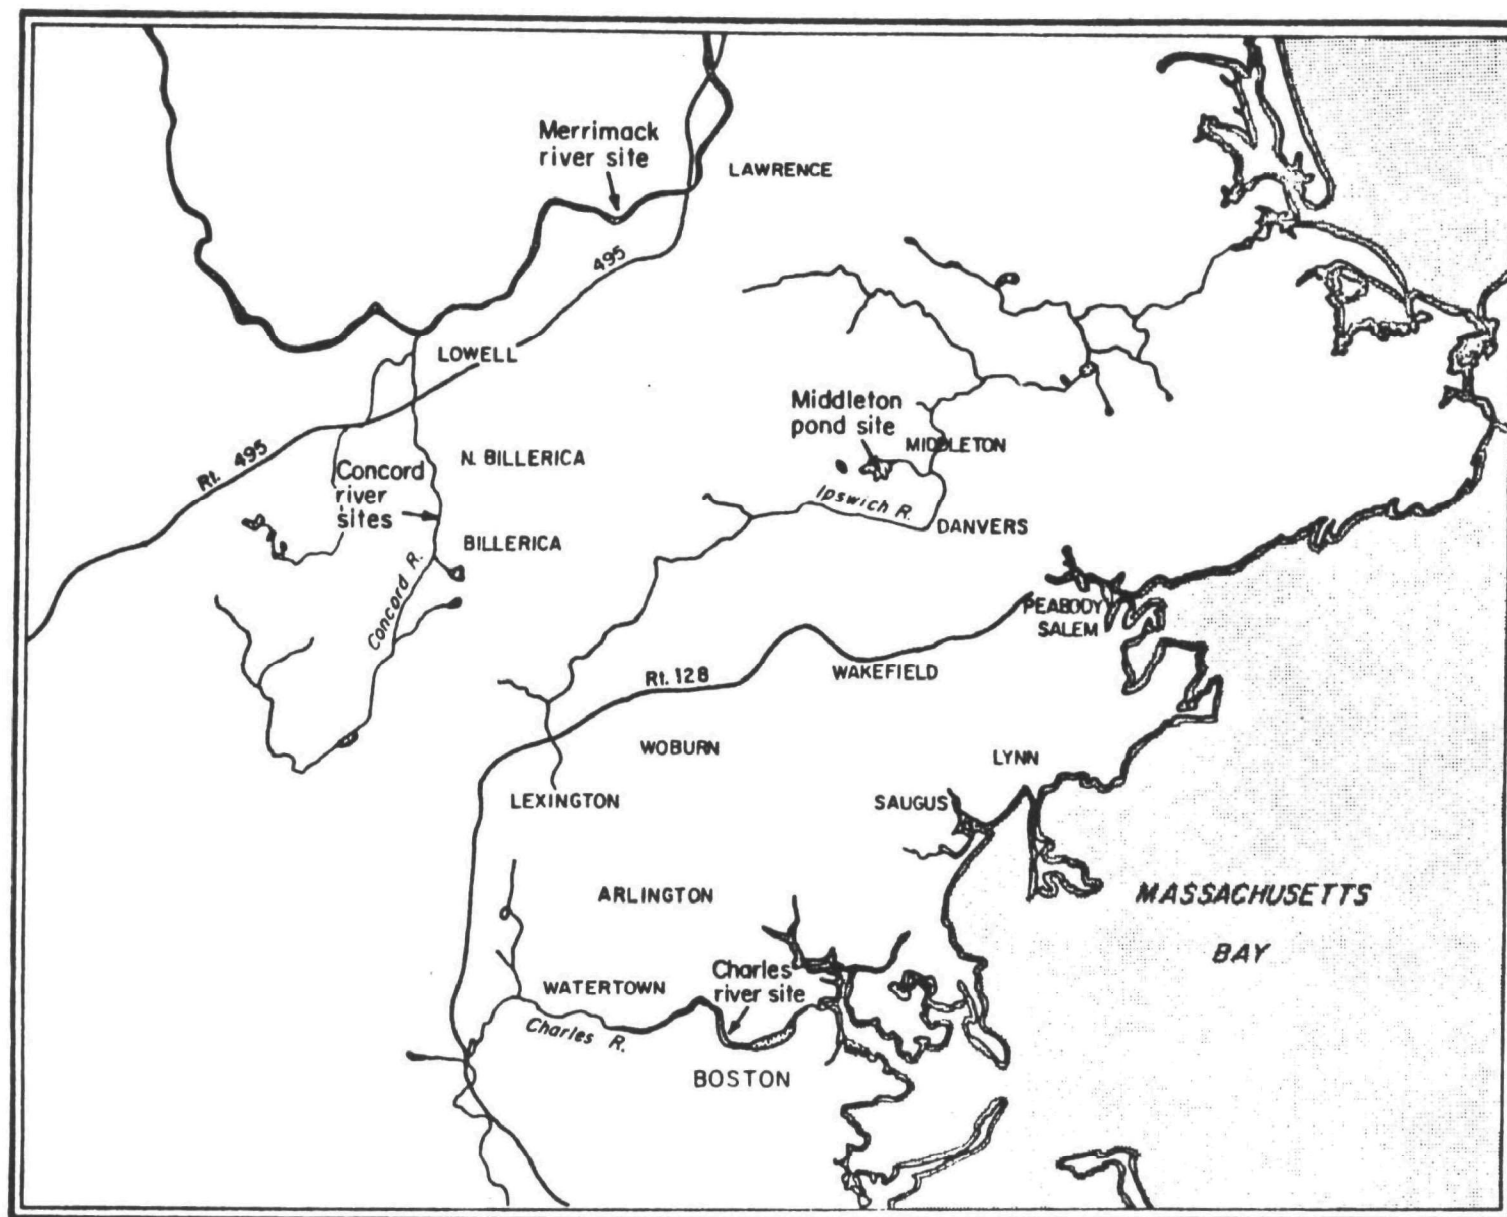 Merrimack
river site
LAWRENCE
495
LOWELL
Middleton
pond site
MIDDLETON
Rt. 495
N. BILLERICA
Concord
river
sites
Ipswich R.
DANVERS
BILLERICA
Concord R.
PEABODY
SALEM
Rt. 128
WAKEFIELD
WOBURN
LYNN
LEXINGTON
SAUGUS
ARLINGTON
MASSACHUSETTS
BAY
Charles
river site
WATERTOWN
Charles R.
BOSTON